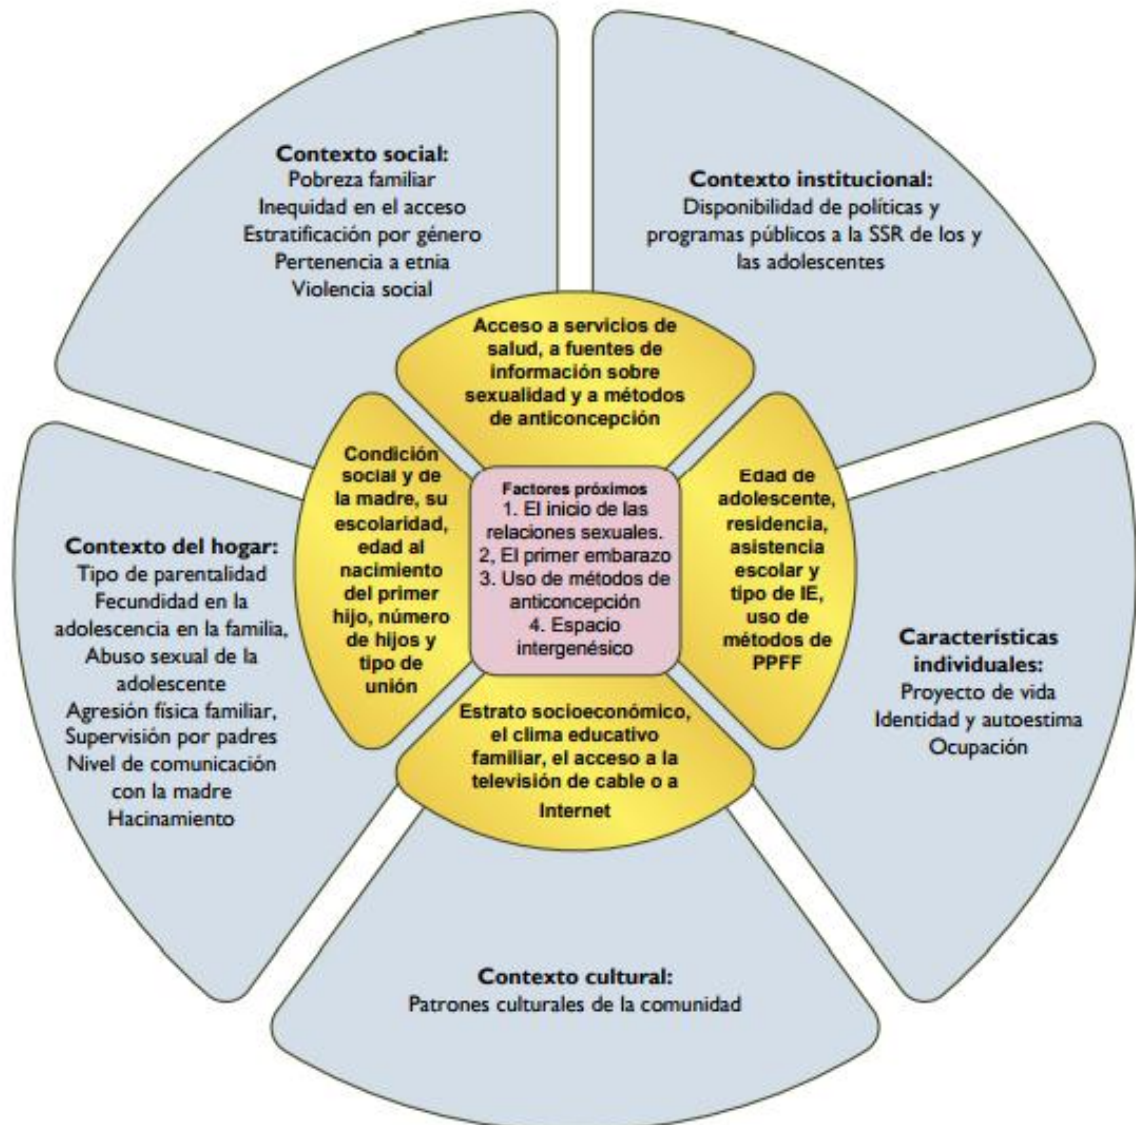 Contexto social:
Pobreza familiar
Inequidad en el acceso
Estratificación por género
Pertenencia a etnia
Violencia social
Contexto institucional:
Disponibilidad de políticas y
programas públicos a la SSR de los y
las adolescentes
Acceso a servicios de
salud, a fuentes de
información sobre
sexualidad y a métodos
de anticoncepción
Condición
social y de
la madre, su
escolaridad,
edad al
nacimiento
del primer
hijo, número
de hijos y
tipo de
unión
Factores próximos
1. El inicio de las
relaciones sexuales.
2, El primer embarazo
3. Uso de métodos de
anticoncepción
4. Espacio
intergenésico
Edad de
adolescente,
residencia,
asistencia
escolar y
tipo de IE,
uso de
métodos de
PPFF
Contexto del hogar:
Tipo de parentalidad
Fecundidad en la
adolescencia en la familia,
Abuso sexual de la
adolescente
Agresión física familiar,
Supervisión por padres
Nivel de comunicación
con la madre
Hacinamiento
Características
individuales:
Proyecto de vida
Identidad y autoestima
Ocupación
Estrato socioeconómico,
el clima educativo
familiar, el acceso a la
televisión de cable o a
Internet
Contexto cultural:
Patrones culturales de la comunidad